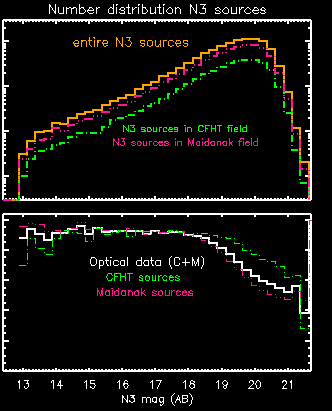 Number distribution N3 sources
entire N3 sources
N3 sources in CFHT field
N3 sources in Maidanak field
Optical data (C+M)
CFHT sources
Maidanak sources
13 14 15 16 17 18 19 20 21
N3 mag (AB)